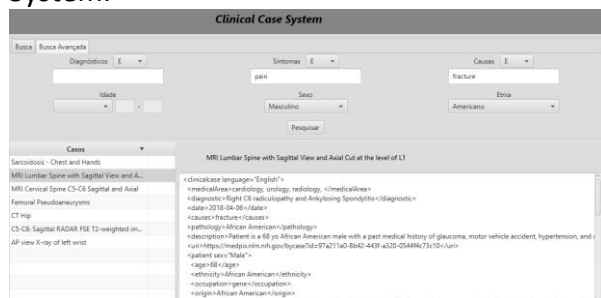 System.
Clinical Case System
Busca Busca Avançada
Diagnósticos E Sintomas E Causas E
pain fracture
Idade Sexo Etnia
- Masculino Americano
Pesquisar
Casos
MRI Lumbar Spine with Sagittal View and Axial Cut at the level of L1
Sarcoidosis - Chest and Hands
MRI Lumbar Spine with Sagittal View and A...
MRI Cervical Spine C5-C6 Sagittal and Axial
Femoral Pseudoaneurysms
CT Hip
C5-C6: Sagittal RADAR FSE T2-weighted im...
AP view X-ray of left wrist
<clinicalcase language="English">
<medicalArea>cardiology, urology, radiology, </medicalArea>
<diagnostic>Right C6 radiculopathy and Ankylosing Spondylitis</diagnostic>
<date>2018-04-06</date>
<causes>fracture</causes>
<pathology>African American</pathology>
<description>Patient is a 68 yo African American male with a past medical history of glaucoma, motor vehicle accident, hypertension, and
<uri>https://medpix.nlm.nih.gov/bycase?id=97a211a0-8b42-443f-a320-0544f4c73c10</uri>
<patient sex="Male">
<age>68</age>
<ethnicity>African American</ethnicity>
<occupation>gene</occupation>
<origin>African American</origin>